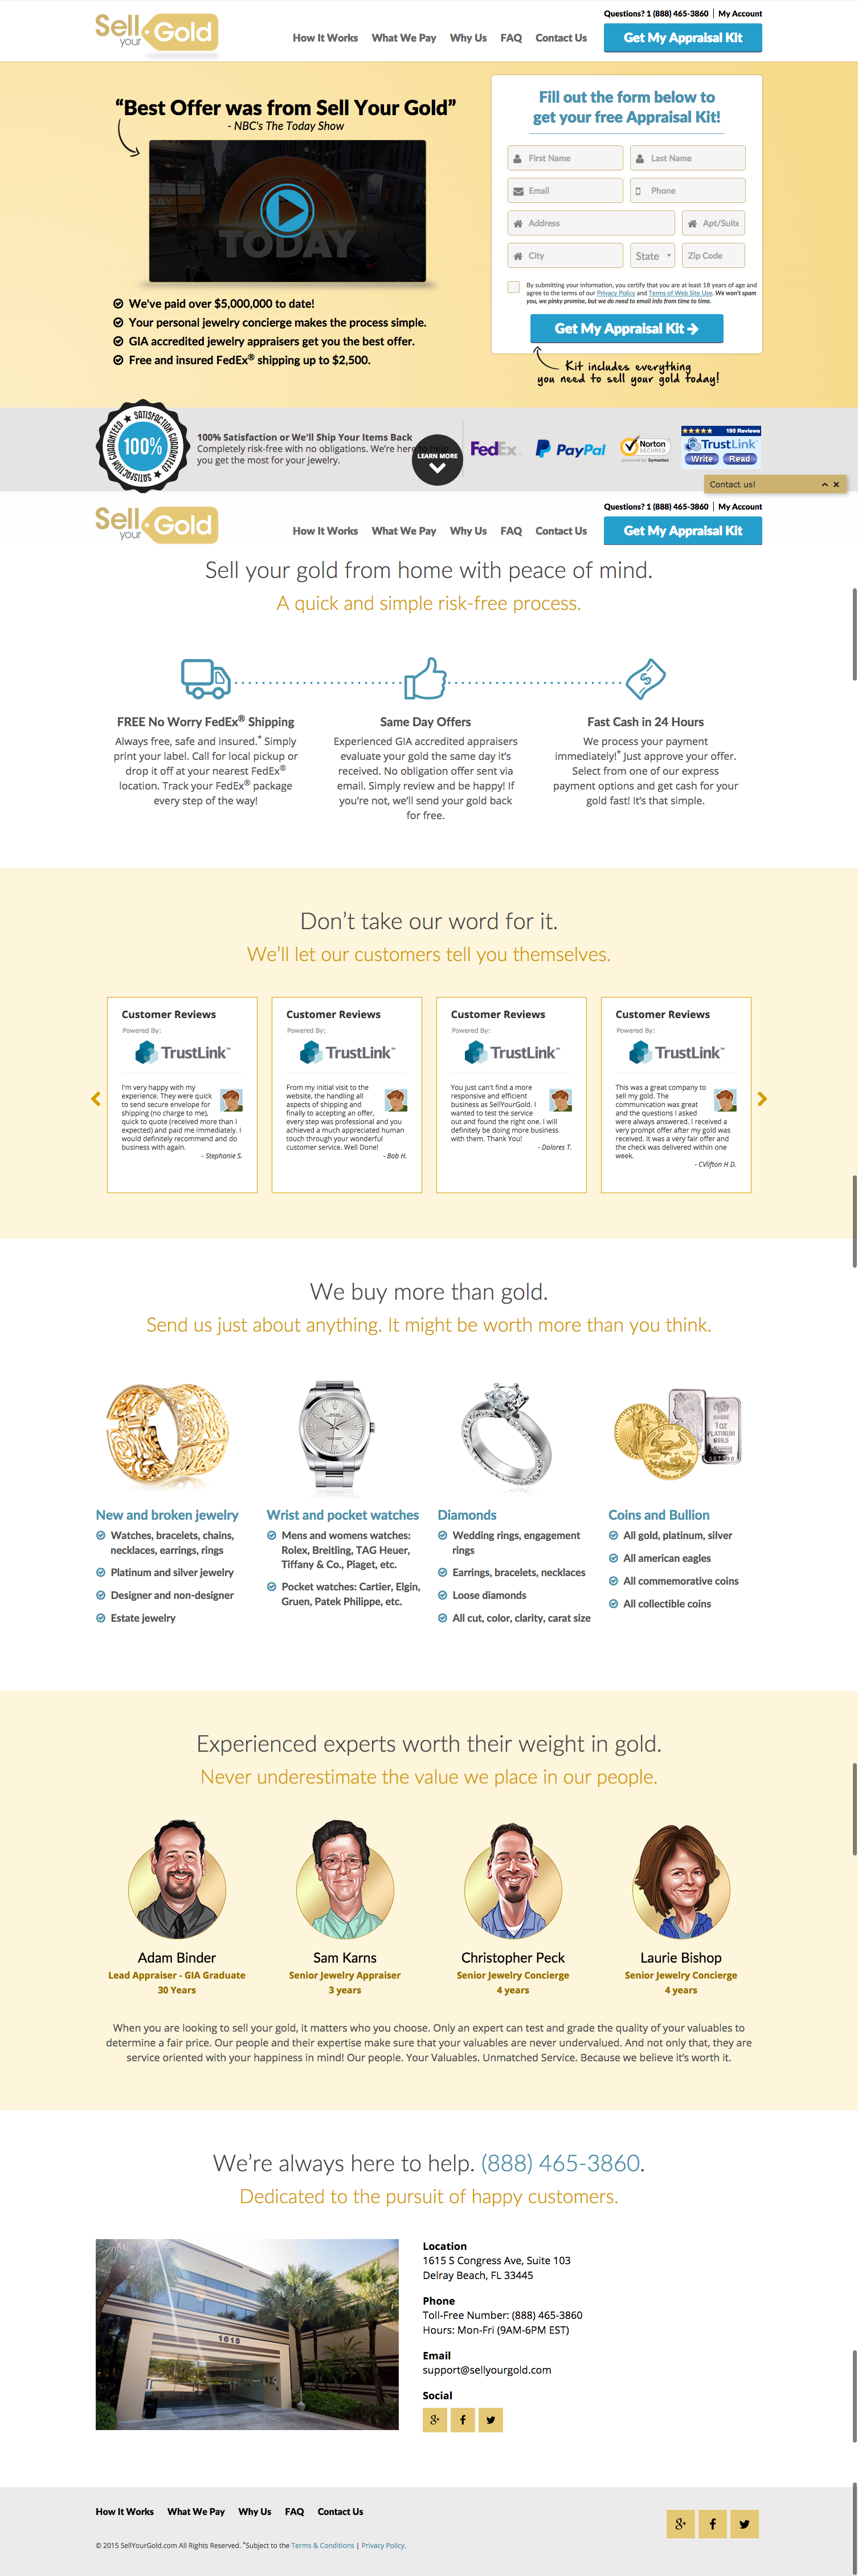 Sell your Gold
Questions? 1 (888) 465-3860 | My Account
How It Works What We Pay Why Us FAQ Contact Us
Get My Appraisal Kit
“Best Offer was from Sell Your Gold”
- NBC's The Today Show
TODAY
We've paid over $5,000,000 to date!
Your personal jewelry concierge makes the process simple.
GIA accredited jewelry appraisers get you the best offer.
Free and insured FedEx® shipping up to $2,500.
Fill out the form below to
get your free Appraisal Kit!
First Name Last Name
Email Phone
Address Apt/Suite
City State Zip Code
By submitting your information, you certify that you are at least 18 years of age and
agree to the terms of our Privacy Policy and Terms of Web Site Use. We won't spam
you, we pinky promise, but we do need to email info from time to time.
Get My Appraisal Kit
Kit includes everything
you need to sell your gold today!
SATISFACTION GUARANTEED
100%
SATISFACTION GUARANTEED
100% Satisfaction or We'll Ship Your Items Back
Completely risk-free with no obligations. We're here to help
you get the most for your jewelry.
LEARN MORE
FedEx
PayPal
Norton
SECURED
powered by Symantec
195 Reviews
TrustLink
Write Read
Contact us!
Sell your Gold
Questions? 1 (888) 465-3860 | My Account
How It Works What We Pay Why Us FAQ Contact Us
Get My Appraisal Kit
Sell your gold from home with peace of mind.
A quick and simple risk-free process.
FREE No Worry FedEx® Shipping
Always free, safe and insured.* Simply
print your label. Call for local pickup or
drop it off at your nearest FedEx®
location. Track your FedEx® package
every step of the way!
Same Day Offers
Experienced GIA accredited appraisers
evaluate your gold the same day it's
received. No obligation offer sent via
email. Simply review and be happy! If
you're not, we'll send your gold back
for free.
Fast Cash in 24 Hours
We process your payment
immediately!* Just approve your offer.
Select from one of our express
payment options and get cash for your
gold fast! It's that simple.
Don't take our word for it.
We'll let our customers tell you themselves.
Customer Reviews
Powered By:
TrustLink™
I'm very happy with my
experience. They were quick
to send secure envelope for
shipping (no charge to me),
quick to quote (received more than I
expected) and paid me immediately. I
would definitely recommend and do
business with again.
- Stephanie S.
Customer Reviews
Powered By:
TrustLink™
From my initial visit to the
website, the handling all
aspects of shipping and
finally to accepting an offer,
every step was professional and you
achieved a much appreciated human
touch through your wonderful
customer service. Well Done!
- Bob H.
Customer Reviews
Powered By:
TrustLink™
You just can't find a more
responsive and efficient
business as SellYourGold. I
wanted to test the service
out and found the right one. I will
definitely be doing more business
with them. Thank You!
- Dolores T.
Customer Reviews
Powered By:
TrustLink™
This was a great company to
sell my gold. The
communication was great
and the questions I asked
were always answered. I received a
very prompt offer after my gold was
received. It was a very fair offer and
the check was delivered within one
week.
- CVlifton H D.
We buy more than gold.
Send us just about anything. It might be worth more than you think.
1oz
PLATINUM
999,5
New and broken jewelry
Watches, bracelets, chains,
necklaces, earrings, rings
Platinum and silver jewelry
Designer and non-designer
Estate jewelry
Wrist and pocket watches
Mens and womens watches:
Rolex, Breitling, TAG Heuer,
Tiffany & Co., Piaget, etc.
Pocket watches: Cartier, Elgin,
Gruen, Patek Philippe, etc.
Diamonds
Wedding rings, engagement
rings
Earrings, bracelets, necklaces
Loose diamonds
All cut, color, clarity, carat size
Coins and Bullion
All gold, platinum, silver
All american eagles
All commemorative coins
All collectible coins
Experienced experts worth their weight in gold.
Never underestimate the value we place in our people.
Adam Binder
Lead Appraiser - GIA Graduate
30 Years
Sam Karns
Senior Jewelry Appraiser
3 years
Christopher Peck
Senior Jewelry Concierge
4 years
Laurie Bishop
Senior Jewelry Concierge
4 years
When you are looking to sell your gold, it matters who you choose. Only an expert can test and grade the quality of your valuables to
determine a fair price. Our people and their expertise make sure that your valuables are never undervalued. And not only that, they are
service oriented with your happiness in mind! Our people. Your Valuables. Unmatched Service. Because we believe it's worth it.
We're always here to help. (888) 465-3860.
Dedicated to the pursuit of happy customers.
1615
Location
1615 S Congress Ave, Suite 103
Delray Beach, FL 33445
Phone
Toll-Free Number: (888) 465-3860
Hours: Mon-Fri (9AM-6PM EST)
Email
support@sellyourgold.com
Social
How It Works What We Pay Why Us FAQ Contact Us
© 2015 SellYourGold.com All Rights Reserved. *Subject to the Terms & Conditions | Privacy Policy.